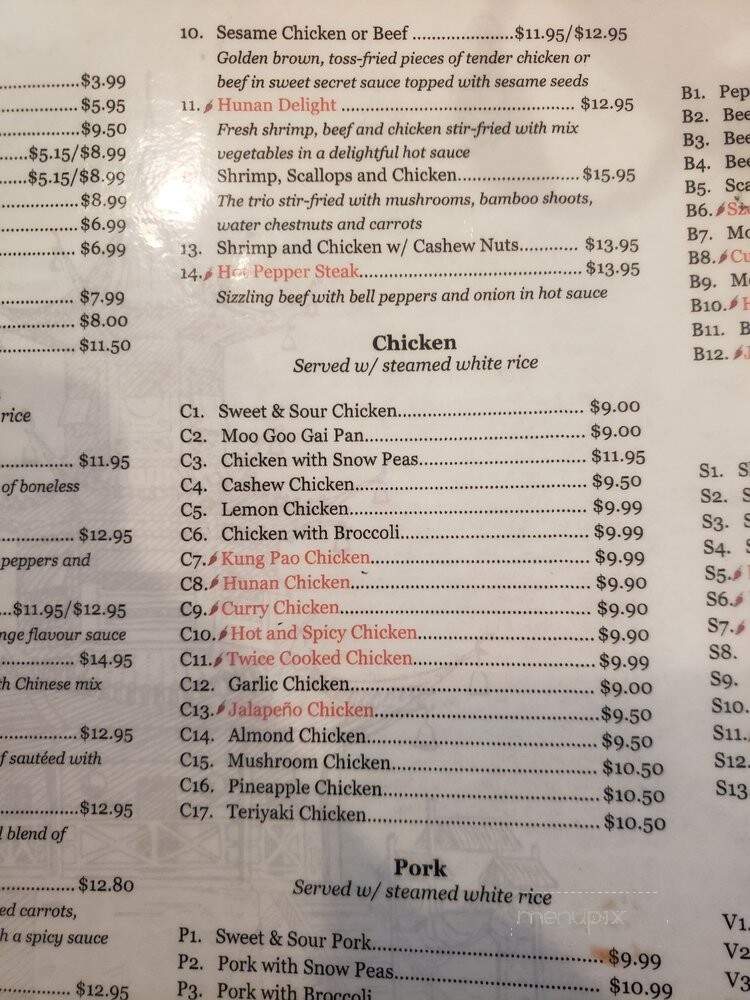 $3.99
$5.95
$9.50
$5.15/$8.99
$5.15/$8.99
$8.99
$6.99
$6.99
$7.99
$8.00
$11.50
rice
$11.95
of boneless
$12.95
peppers and
$11.95/$12.95
flavour sauce
$14.95
Chinese mix
$12.95
sautéed with
$12.95
blend of
$12.80
carrots,
a spicy sauce
$12.95
10. Sesame Chicken or Beef ....................$11.95/$12.95
Golden brown, toss-fried pieces of tender chicken or
beef in sweet secret sauce topped with sesame seeds
11. Hunan Delight ............................................... $12.95
Fresh shrimp, beef and chicken stir-fried with mix
vegetables in a delightful hot sauce
Shrimp, Scallops and Chicken......................... $15.95
The trio stir-fried with mushrooms, bamboo shoots,
water chestnuts and carrots
13. Shrimp and Chicken w/ Cashew Nuts............ $13.95
14. Hot Pepper Steak............................................. $13.95
Sizzling beef with bell peppers and onion in hot sauce
Chicken
Served w/ steamed white rice
C1. Sweet & Sour Chicken..................................... $9.00
C2. Moo Goo Gai Pan............................................ $9.00
C3. Chicken with Snow Peas.................................. $11.95
C4. Cashew Chicken.............................................. $9.50
C5. Lemon Chicken............................................... $9.99
C6. Chicken with Broccoli..................................... $9.99
C7. Kung Pao Chicken........................................... $9.99
C8. Hunan Chicken............................................... $9.90
C9. Curry Chicken................................................. $9.90
C10. Hot and Spicy Chicken................................... $9.90
C11. Twice Cooked Chicken.................................... $9.99
C12. Garlic Chicken................................................ $9.00
C13. Jalapeño Chicken............................................$9.50
C14. Almond Chicken............................................. $9.50
C15. Mushroom Chicken......................................... $10.50
C16. Pineapple Chicken.......................................... $10.50
C17. Teriyaki Chicken............................................. $10.50
Pork
Served w/ steamed white rice
P1. Sweet & Sour Pork.............................................$9.99
P2. Pork with Snow Peas......................................... $10.99
P3. Pork with Broccoli
menupix
B1.
B2.
B3.
B4.
B5.
B6.
B7.
B8.
B9.
B10.
B11.
B12.
S1.
S2.
S3.
S4.
S5.
S6.
S7.
S8.
S9.
S10.
S11.
S12.
S13
V1.
V2
V3